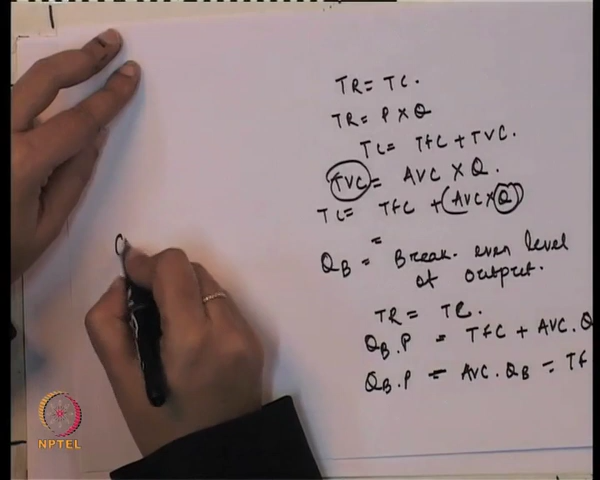 TR = TC.
TR = P X Q
TC = TFC + TVC.
TVC = AVC X Q.
TC = TFC + (AVC X Q)
=
QB = Break. even level
of output.
TR = TC.
QB.P = TFC + AVC.Q
QB.P = AVC.QB = TF
NPTEL